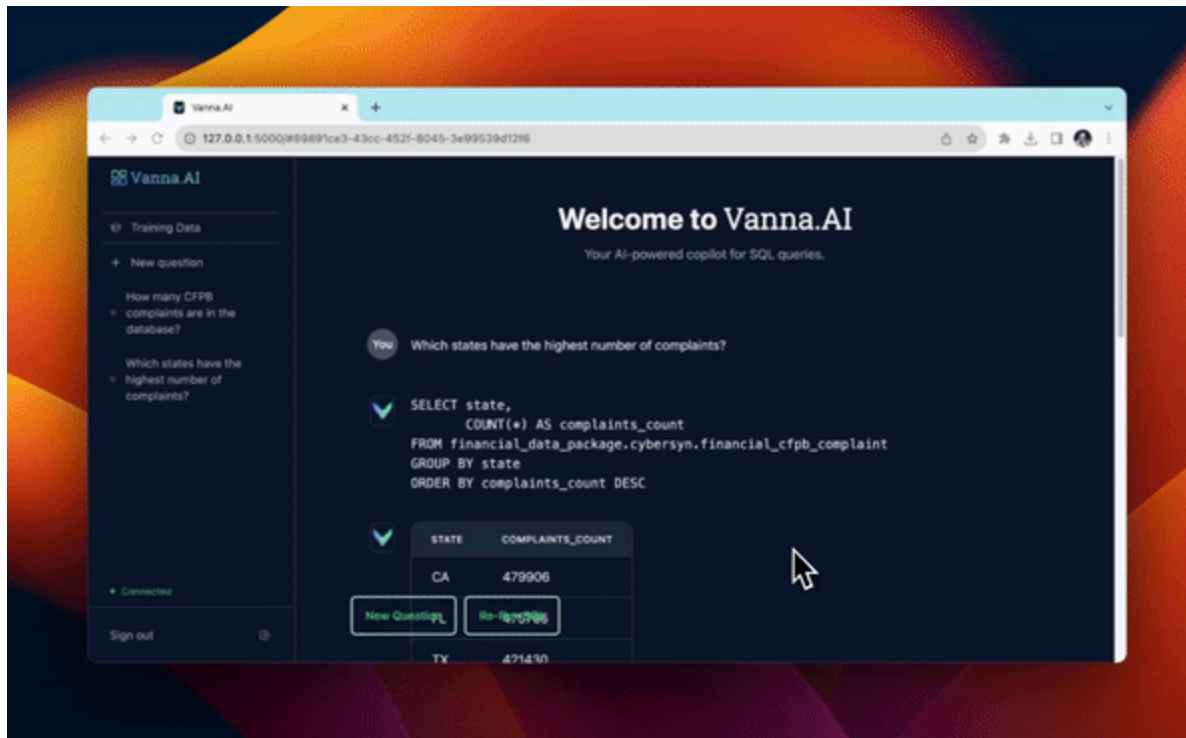 Vanna.AI
127.0.0.1:5000/#89891ce3-43cc-452f-8045-3e99539d12f6
Vanna.AI
Training Data
+ New question
How many CFPB
complaints are in the
database?
Which states have the
highest number of
complaints?
Connected
Sign out
Welcome to Vanna.AI
Your AI-powered copilot for SQL queries.
You
Which states have the highest number of complaints?
SELECT state,
COUNT(*) AS complaints_count
FROM financial_data_package.cybersyn.financial_cfpb_complaint
GROUP BY state
ORDER BY complaints_count DESC
STATE COMPLAINTS_COUNT
CA 479906
New Question
FL
TX 421430